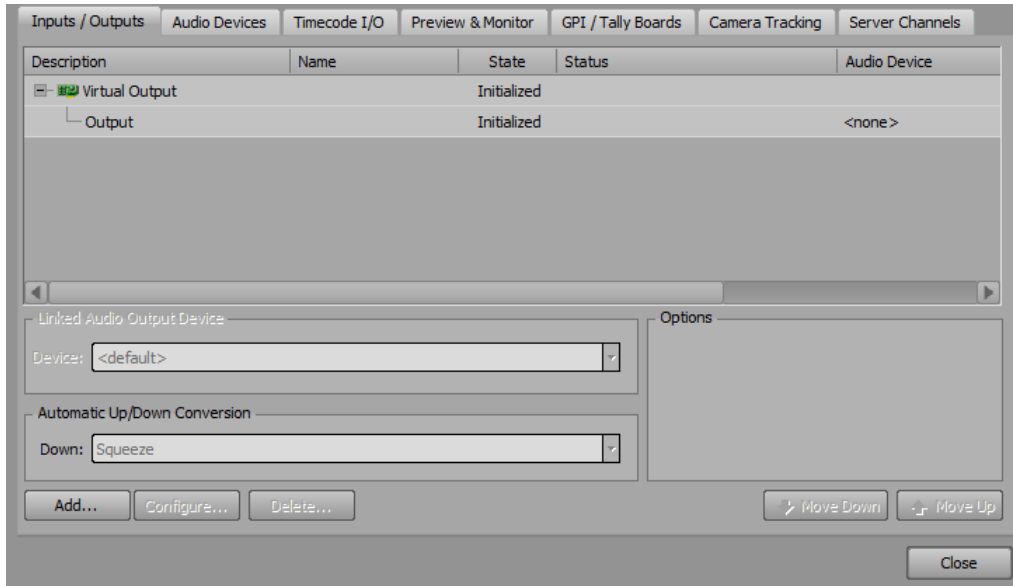 Inputs / Outputs Audio Devices Timecode I/O Preview & Monitor GPI / Tally Boards Camera Tracking Server Channels
Description Name State Status Audio Device
Virtual Output Initialized
Output Initialized <none>
Linked Audio Output Device Options
Device: <default>
Automatic Up/Down Conversion
Down: Squeeze
Add... Configure... Delete... Move Down Move Up
Close